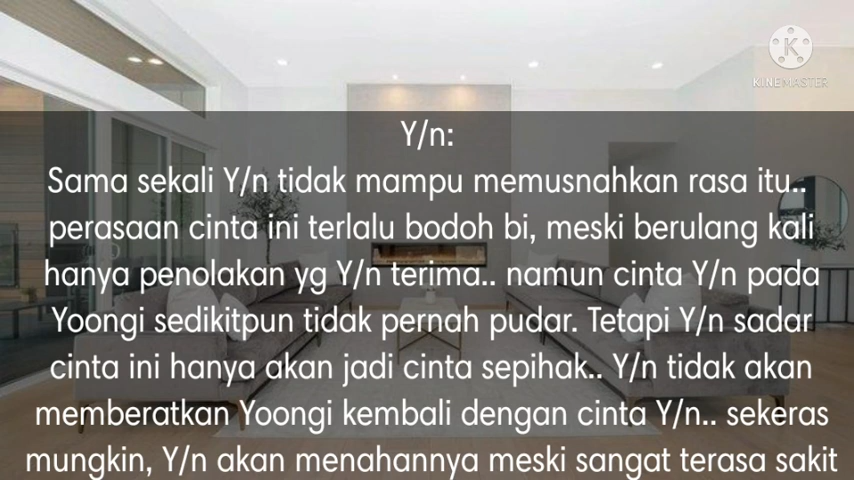 KINEMASTER
Y/n:
Sama sekali Y/n tidak mampu memusnahkan rasa itu..
perasaan cinta ini terlalu bodoh bi, meski berulang kali
hanya penolakan yg Y/n terima.. namun cinta Y/n pada
Yoongi sedikitpun tidak pernah pudar. Tetapi Y/n sadar
cinta ini hanya akan jadi cinta sepihak.. Y/n tidak akan
memberatkan Yoongi kembali dengan cinta Y/n.. sekeras
mungkin, Y/n akan menahannya meski sangat terasa sakit